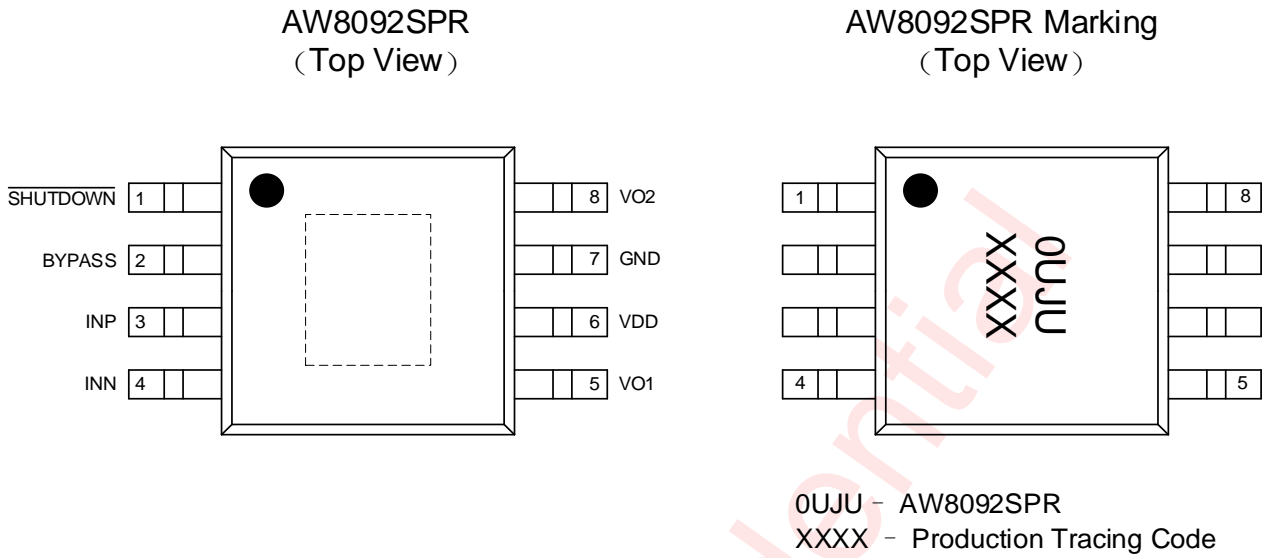 AW8092SPR
（Top View）
SHUTDOWN 1
BYPASS 2
INP 3
INN 4
8 VO2
7 GND
6 VDD
5 VO1
AW8092SPR Marking
（Top View）
1
4
8
5
0UJU
XXXX
0UJU – AW8092SPR
XXXX – Production Tracing Code
dential